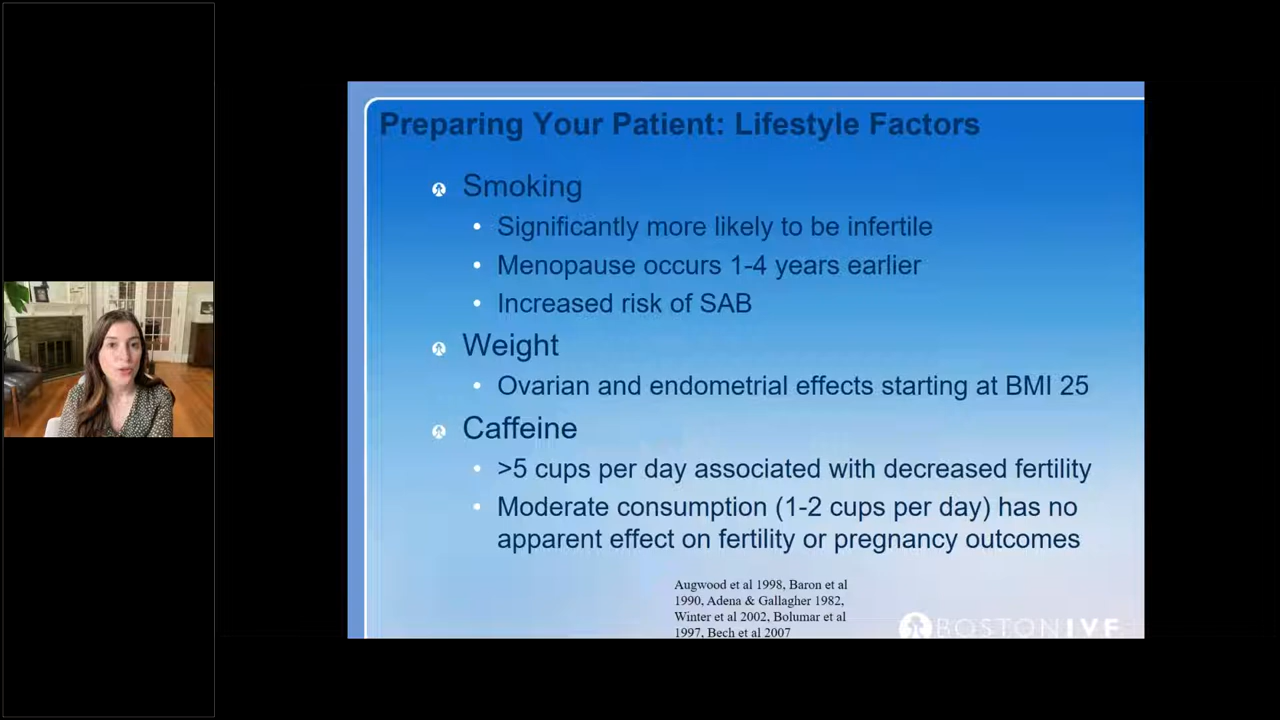 Preparing Your Patient: Lifestyle Factors
Smoking
Significantly more likely to be infertile
Menopause occurs 1-4 years earlier
Increased risk of SAB
Weight
Ovarian and endometrial effects starting at BMI 25
Caffeine
>5 cups per day associated with decreased fertility
Moderate consumption (1-2 cups per day) has no
apparent effect on fertility or pregnancy outcomes
Augwood et al 1998, Baron et al
1990, Adena & Gallagher 1982,
Winter et al 2002, Bolumar et al
1997, Bech et al 2007
BOSTON IVF